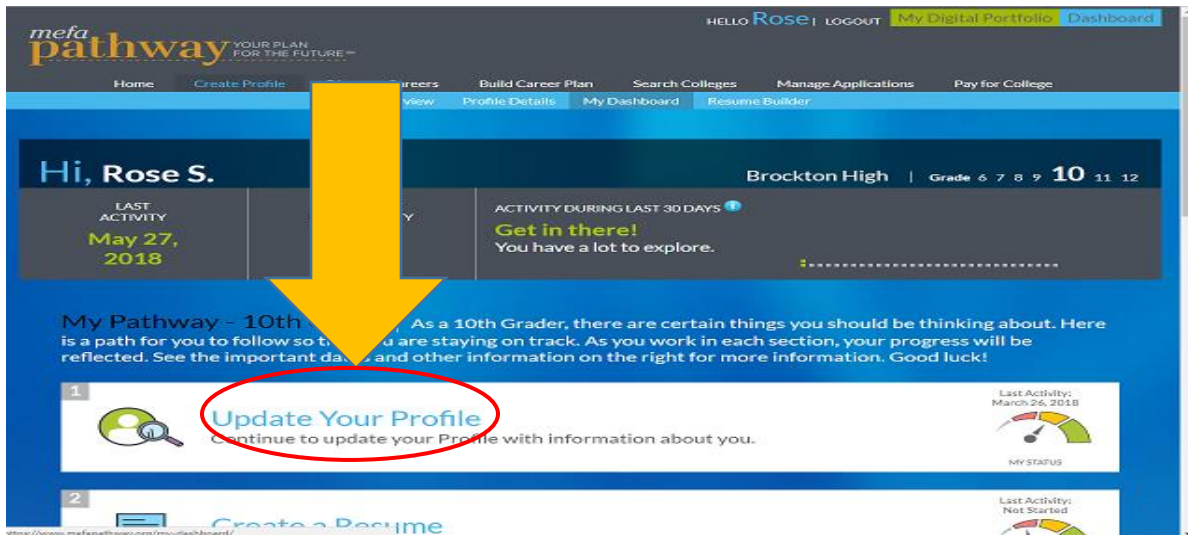 HELLO Rose | LOGOUT My Digital Portfolio Dashboard
mefa
pathway YOUR PLAN
FOR THE FUTURE℠
Home Create Profile Build Career Plan Search Colleges Manage Applications Pay for College
Profile Details My Dashboard Resume Builder
Hi, Rose S. Brockton High | Grade 6 7 8 9 10 11 12
LAST
ACTIVITY
May 27,
2018
ACTIVITY DURING LAST 30 DAYS
Get in there!
You have a lot to explore.
My Pathway - 10th | As a 10th Grader, there are certain things you should be thinking about. Here
is a path for you to follow so are staying on track. As you work in each section, your progress will be
reflected. See the important and other information on the right for more information. Good luck!
1
Update Your Profile
Continue to update your Profile with information about you.
Last Activity:
March 26, 2018
MY STATUS
2
Create a Resume
Last Activity:
Not Started
https://www.mefapathway.org/my-dashboard/